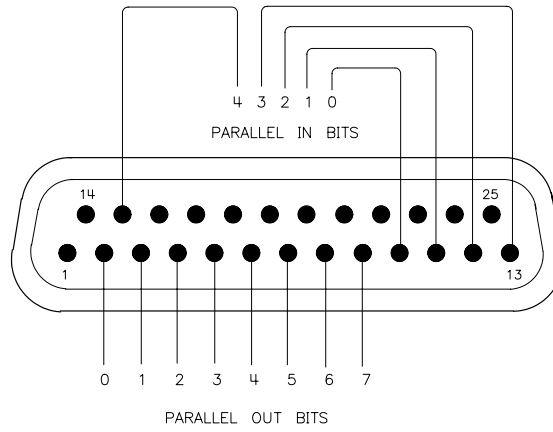 4 3 2 1 0
PARALLEL IN BITS
14 25
1 13
0 1 2 3 4 5 6 7
PARALLEL OUT BITS